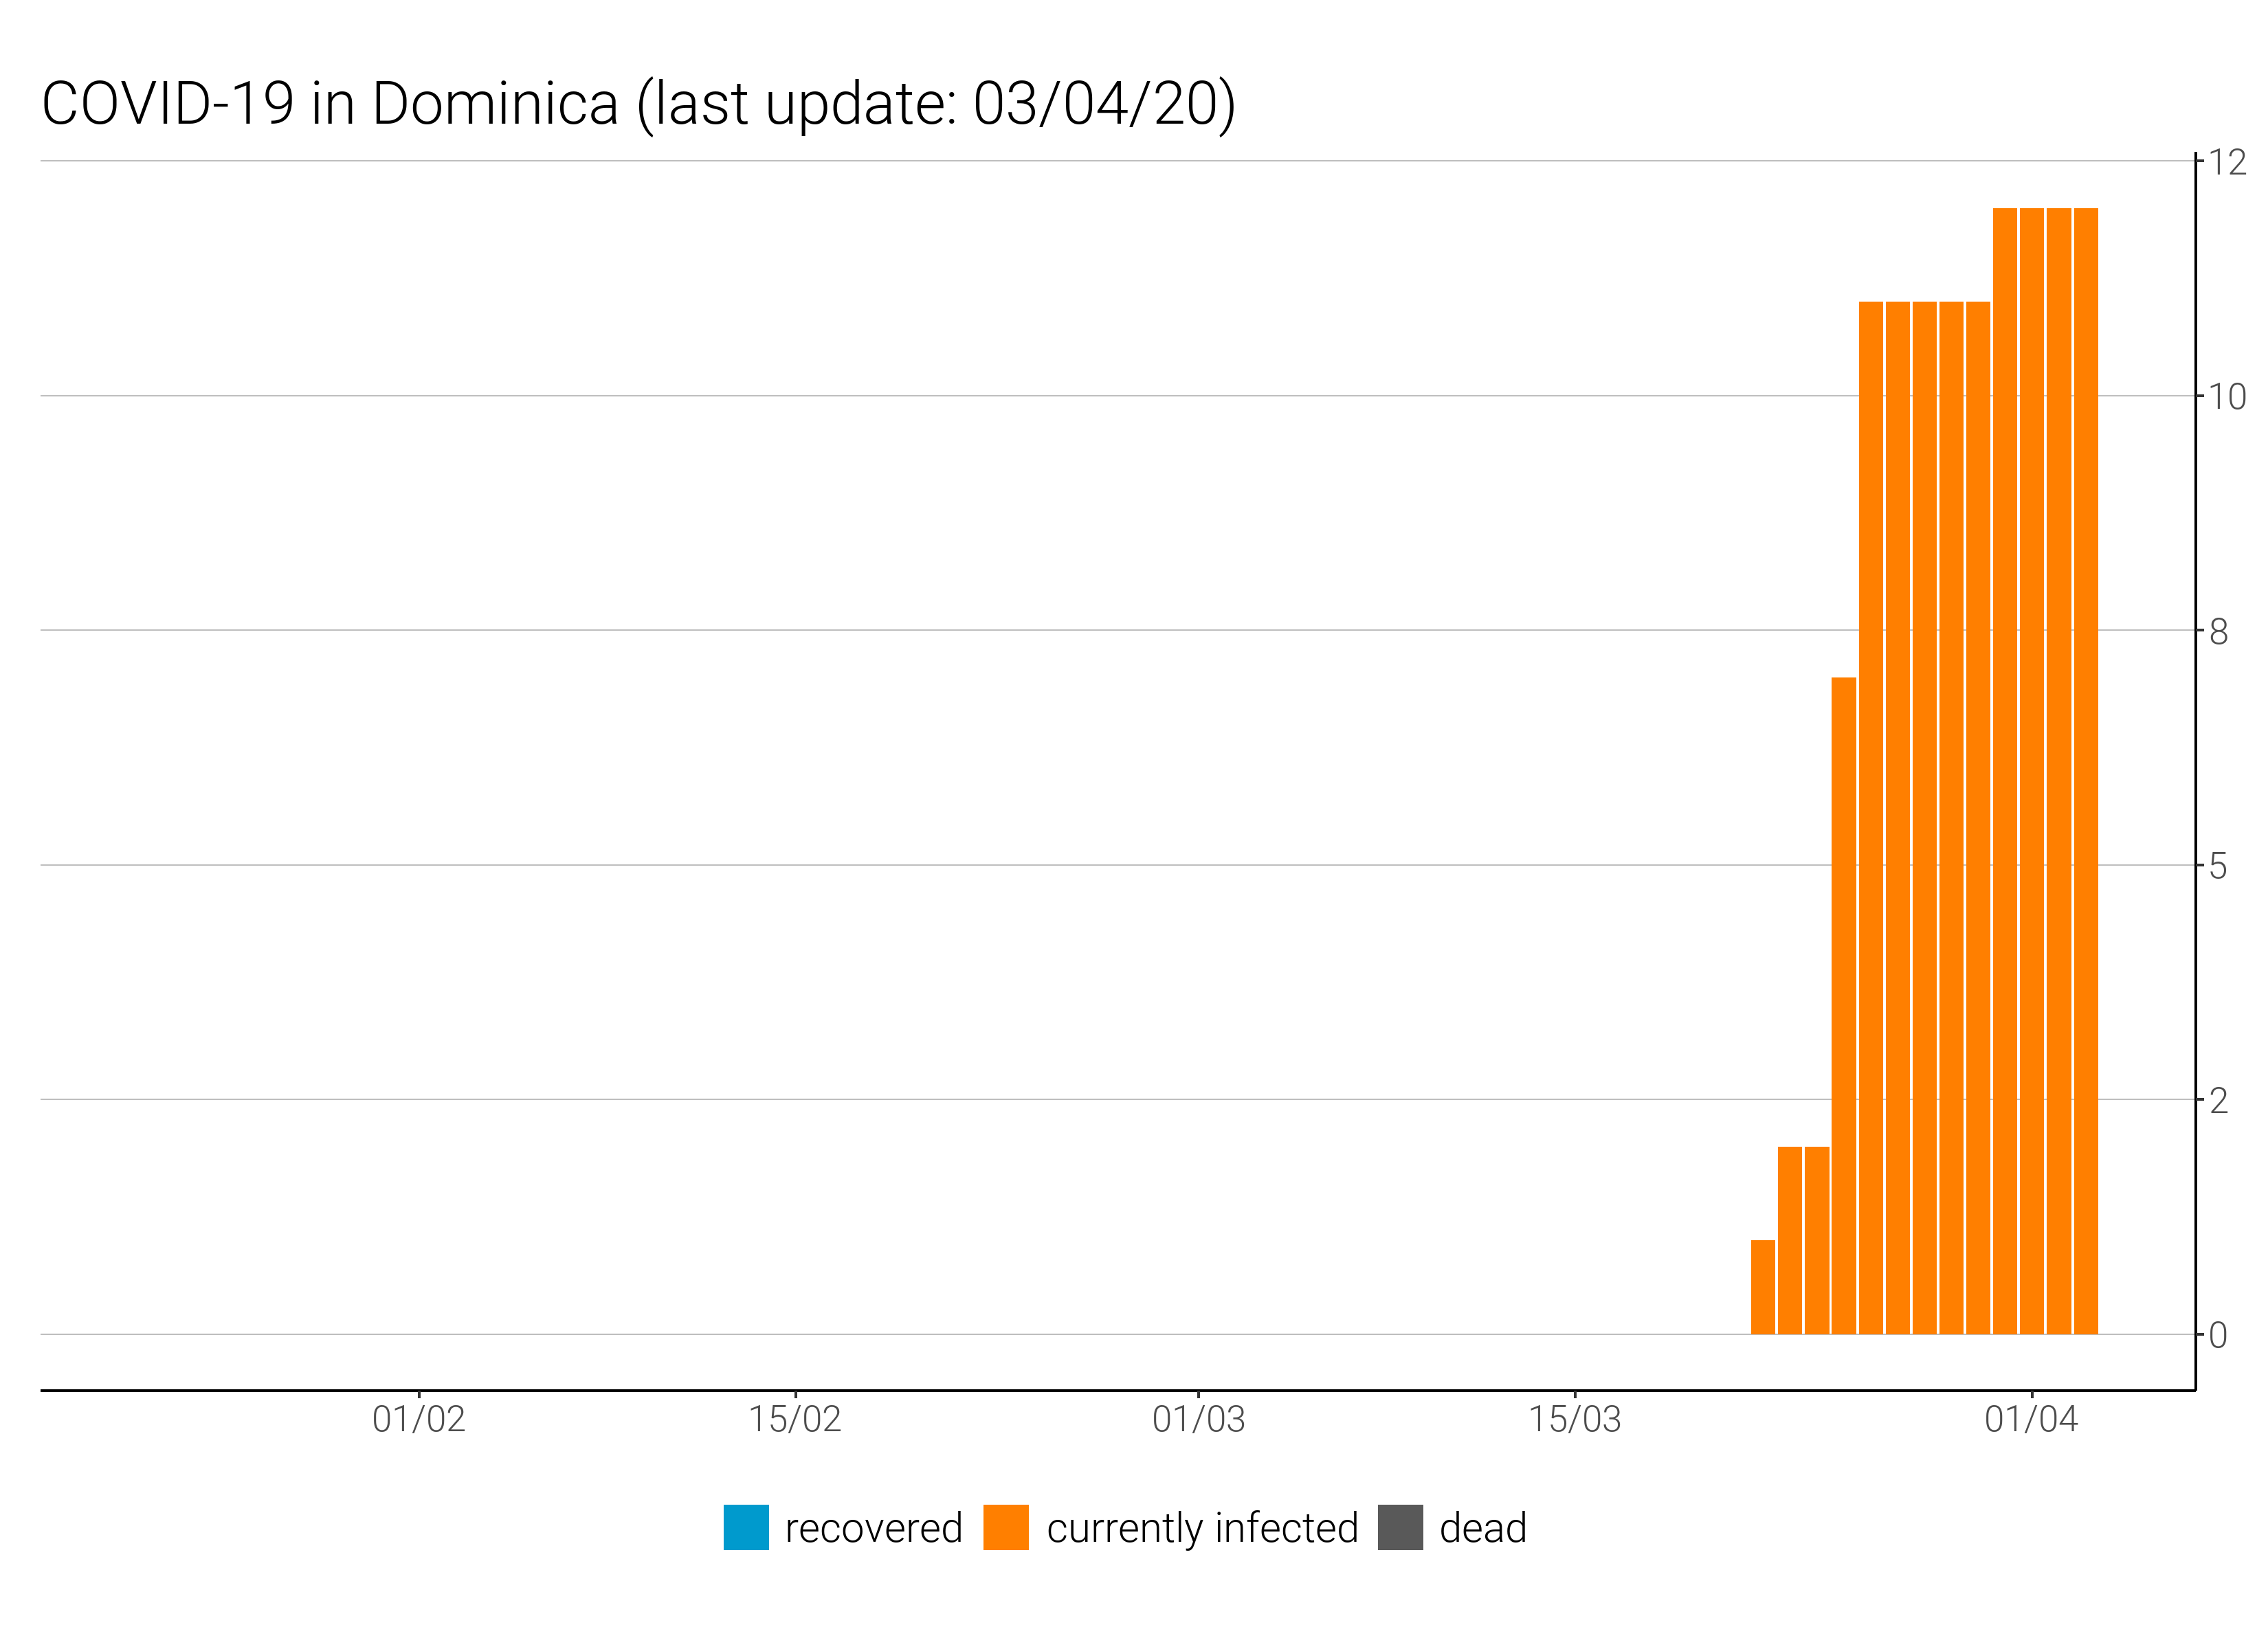 COVID-19 in Dominica (last update: 03/04/20)
12
10
8
5
2
0
01/02 15/02 01/03 15/03 01/04
recovered currently infected dead